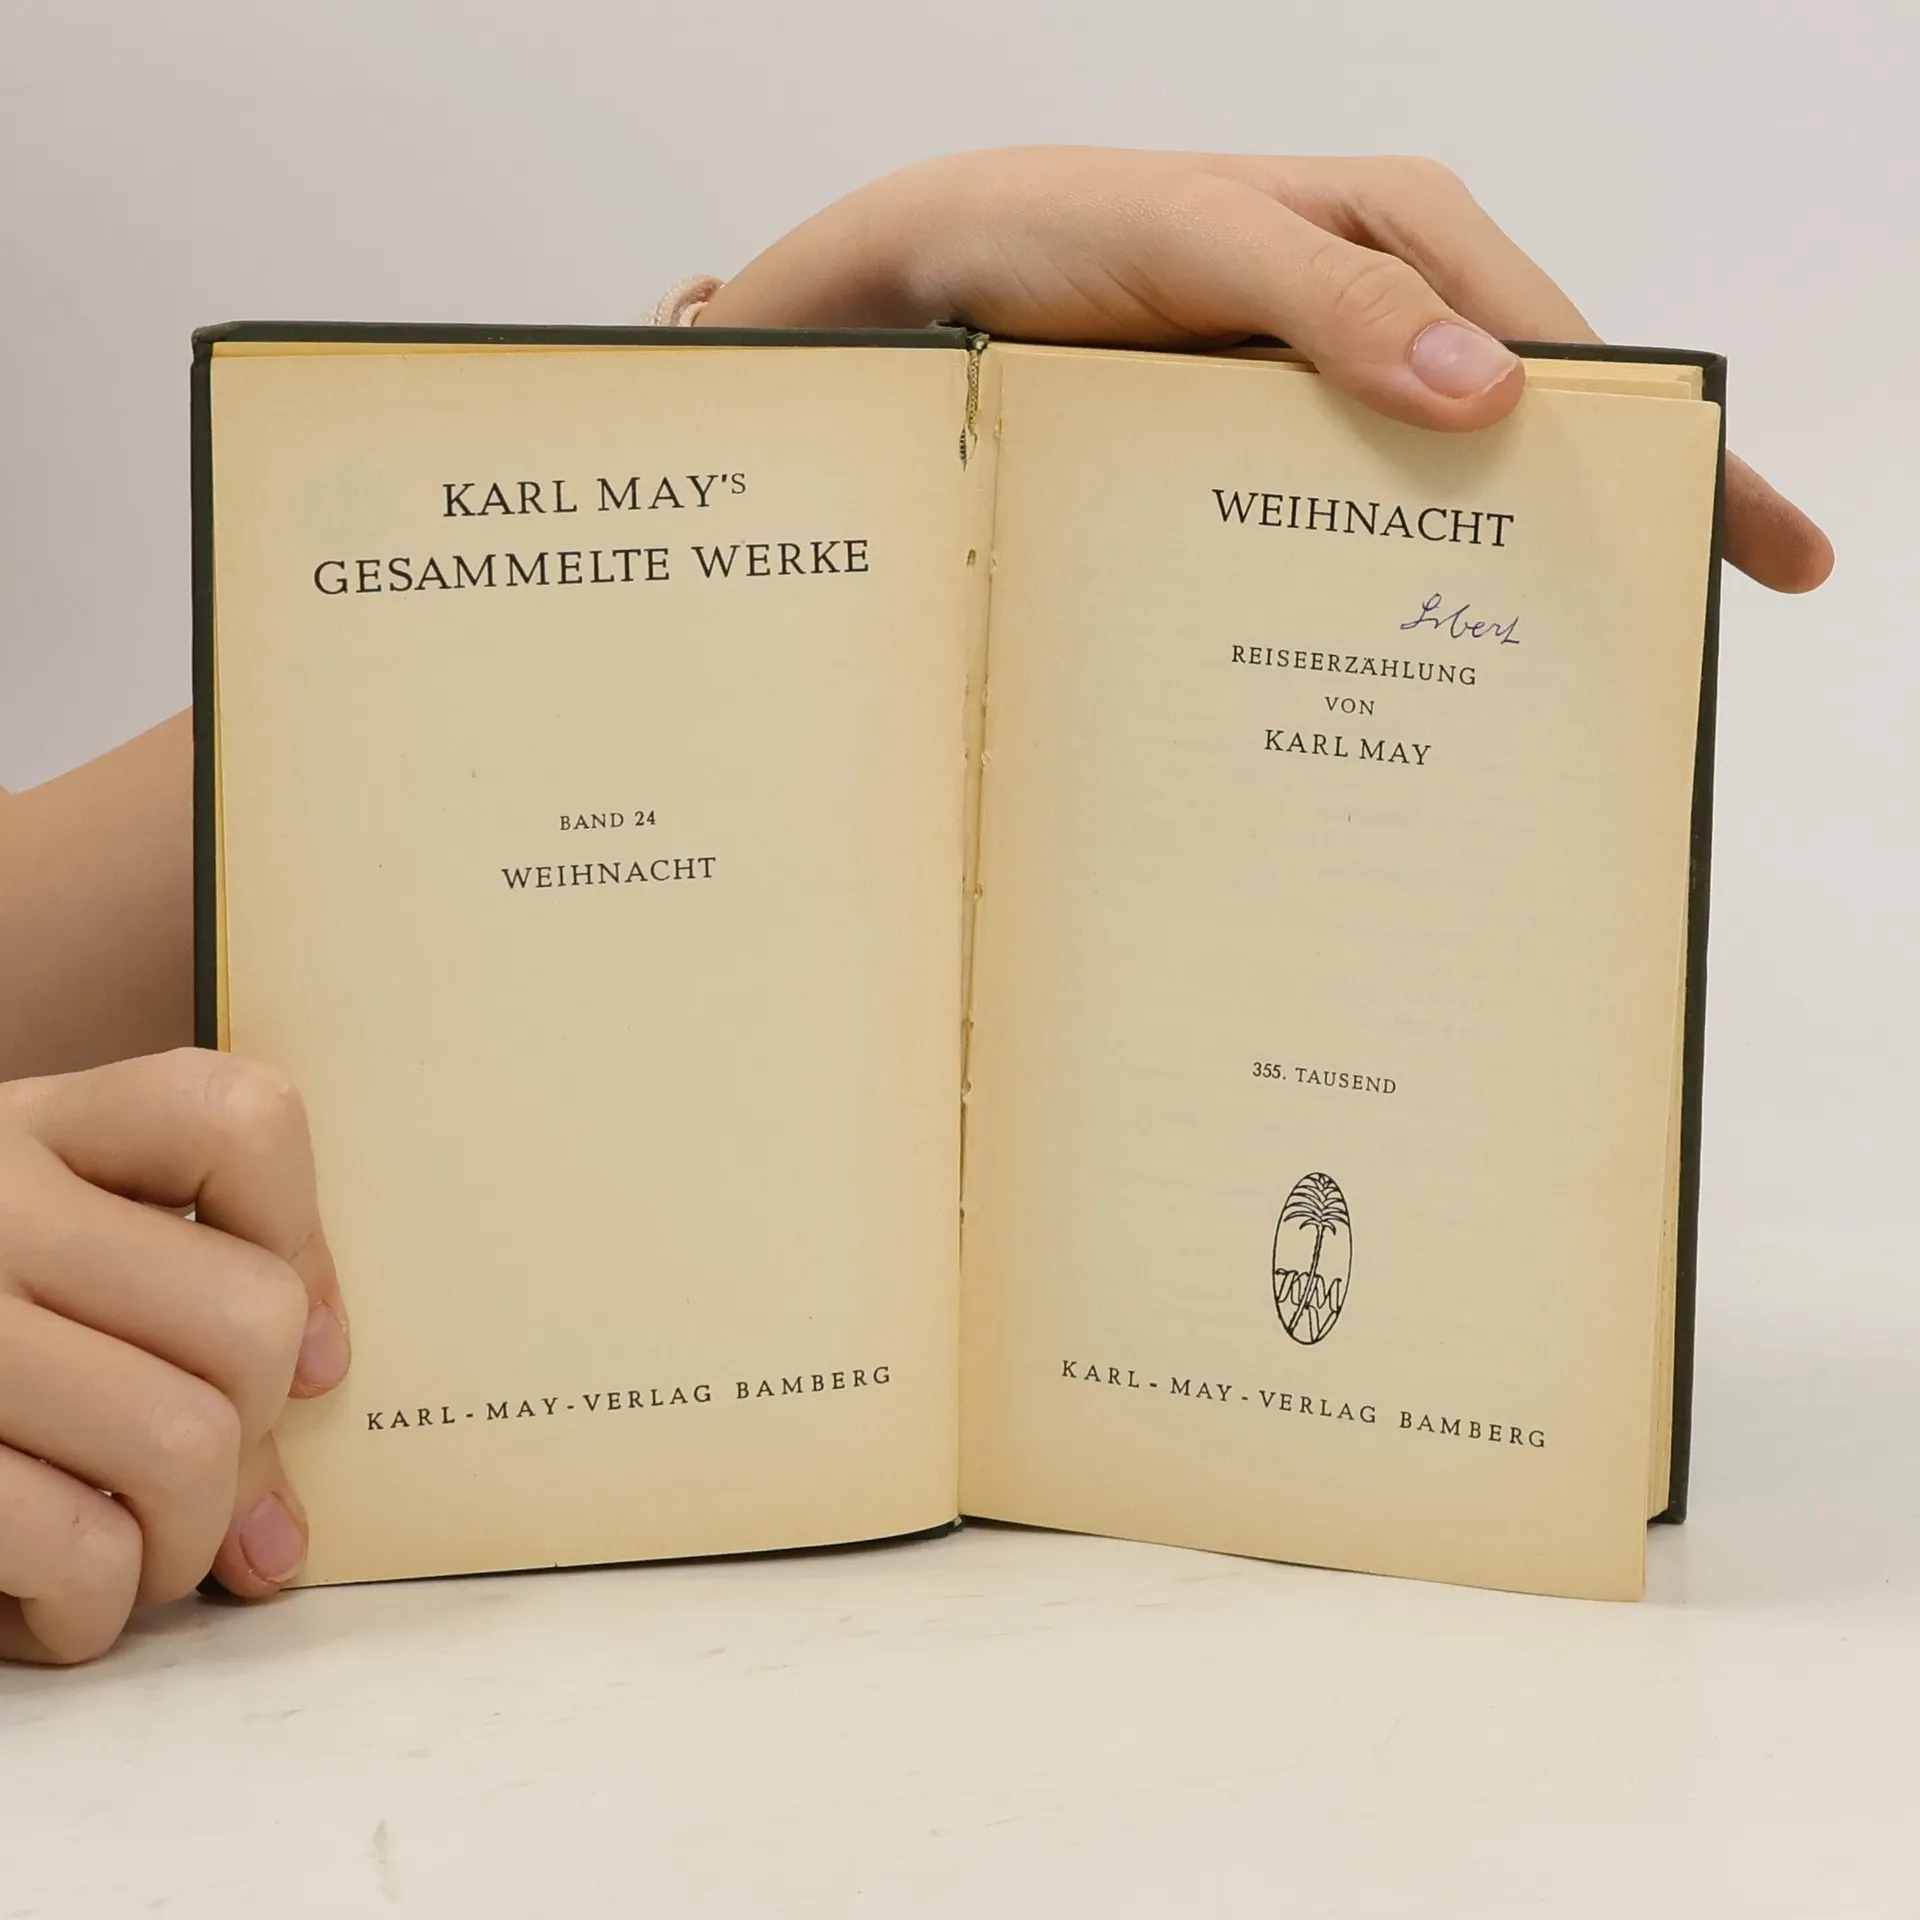 KARL MAY'S
GESAMMELTE WERKE
BAND 24
WEIHNACHT
KARL-MAY-VERLAG BAMBERG
WEIHNACHT
REISEERZÄHLUNG
VON
KARL MAY
355. TAUSEND
KARL-MAY-VERLAG BAMBERG